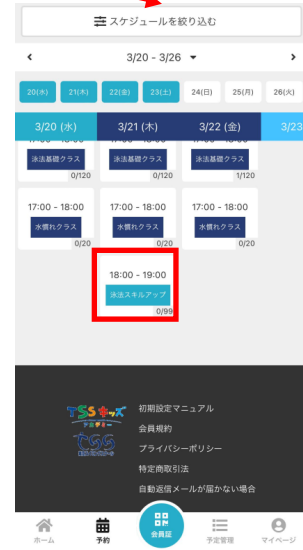 スケジュールを絞り込む
3/20 - 3/26
20(水) 21(木) 22(金) 23(土) 24(日) 25(月) 26(火)
3/20 (水) 3/21 (木) 3/22 (金) 3/23
泳法基礎クラス 泳法基礎クラス 泳法基礎クラス
0/120 0/120 1/120
17:00 - 18:00 17:00 - 18:00 17:00 - 18:00
水慣れクラス 水慣れクラス 水慣れクラス
0/20 0/20 0/20
18:00 - 19:00
泳法スキルアップ
0/99
TSSキッズ
アカデミー
初期設定マニュアル
会員規約
プライバシーポリシー
特定商取引法
自動返信メールが届かない場合
ホーム 予約 会員証 予定管理 マイページ